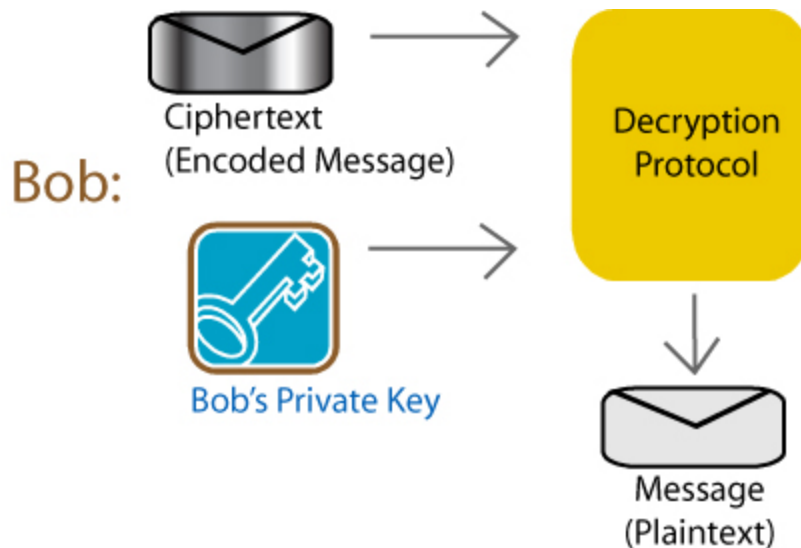 Ciphertext
(Encoded Message)
Decryption
Protocol
Bob:
Bob's Private Key
Message
(Plaintext)